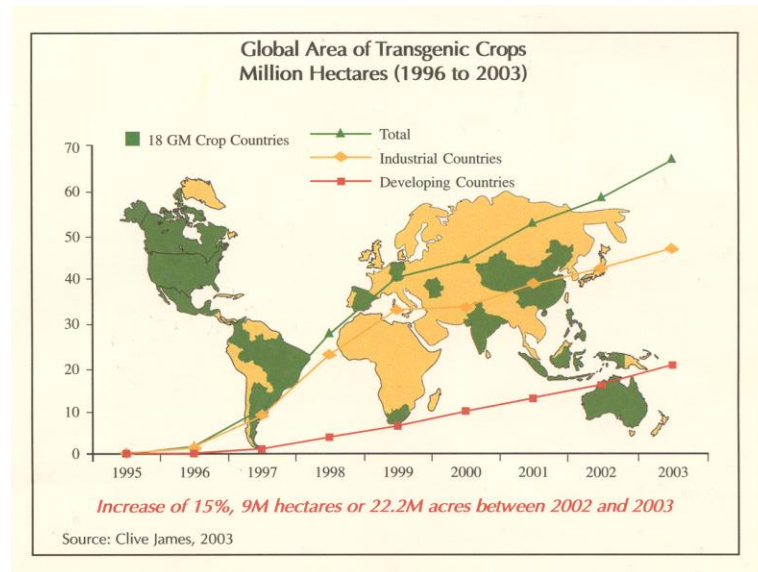 Global Area of Transgenic Crops
Million Hectares (1996 to 2003)
18 GM Crop Countries
Total
Industrial Countries
Developing Countries
70
60
50
40
30
20
10
0
1995 1996 1997 1998 1999 2000 2001 2002 2003
Increase of 15%, 9M hectares or 22.2M acres between 2002 and 2003
Source: Clive James, 2003